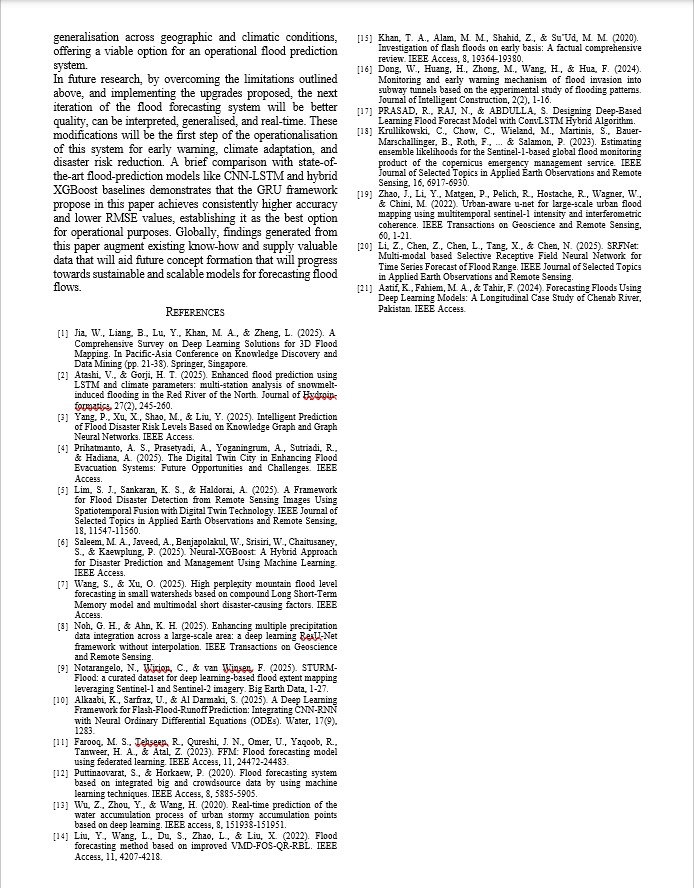 generalisation across geographic and climatic conditions,
offering a viable option for an operational flood prediction
system.
In future research, by overcoming the limitations outlined
above, and implementing the upgrades proposed, the next
iteration of the flood forecasting system will be better
quality, can be interpreted, generalised, and real-time. These
modifications will be the first step of the operationalisation
of this system for early warning, climate adaptation, and
disaster risk reduction. A brief comparison with state-of-
the-art flood-prediction models like CNN-LSTM and hybrid
XGBoost baselines demonstrates that the GRU framework
propose in this paper achieves consistently higher accuracy
and lower RMSE values, establishing it as the best option
for operational purposes. Globally, findings generated from
this paper augment existing know-how and supply valuable
data that will aid future concept formation that will progress
towards sustainable and scalable models for forecasting flood
flows.
REFERENCES
[1] Jia, W., Liang, B., Lu, Y., Khan, M. A., & Zheng, L. (2025). A
Comprehensive Survey on Deep Learning Solutions for 3D Flood
Mapping. In Pacific-Asia Conference on Knowledge Discovery and
Data Mining (pp. 21-38). Springer, Singapore.
[2] Atashi, V., & Gorji, H. T. (2025). Enhanced flood prediction using
LSTM and climate parameters: multi-station analysis of snowmelt-
induced flooding in the Red River of the North. Journal of Hydroin-
formatics, 27(2), 245-260.
[3] Yang, P., Xu, X., Shao, M., & Liu, Y. (2025). Intelligent Prediction
of Flood Disaster Risk Levels Based on Knowledge Graph and Graph
Neural Networks. IEEE Access.
[4] Prihatmanto, A. S., Prasetyadi, A., Yoganingrum, A., Sutriadi, R.,
& Hadiana, A. (2025). The Digital Twin City in Enhancing Flood
Evacuation Systems: Future Opportunities and Challenges. IEEE
Access.
[5] Lim, S. J., Sankaran, K. S., & Haldorai, A. (2025). A Framework
for Flood Disaster Detection from Remote Sensing Images Using
Spatiotemporal Fusion with Digital Twin Technology. IEEE Journal of
Selected Topics in Applied Earth Observations and Remote Sensing,
18, 11547-11560.
[6] Saleem, M. A., Javeed, A., Benjapolakul, W., Srisiri, W., Chaitusaney,
S., & Kaewplung, P. (2025). Neural-XGBoost: A Hybrid Approach
for Disaster Prediction and Management Using Machine Learning.
IEEE Access.
[7] Wang, S., & Xu, O. (2025). High perplexity mountain flood level
forecasting in small watersheds based on compound Long Short-Term
Memory model and multimodal short disaster-causing factors. IEEE
Access.
[8] Noh, G. H., & Ahn, K. H. (2025). Enhancing multiple precipitation
data integration across a large-scale area: a deep learning ResU-Net
framework without interpolation. IEEE Transactions on Geoscience
and Remote Sensing.
[9] Notarangelo, N., Wirion, C., & van Winsen, F. (2025). STURM-
Flood: a curated dataset for deep learning-based flood extent mapping
leveraging Sentinel-1 and Sentinel-2 imagery. Big Earth Data, 1-27.
[10] Alkaabi, K., Sarfraz, U., & Al Darmaki, S. (2025). A Deep Learning
Framework for Flash-Flood-Runoff Prediction: Integrating CNN-RNN
with Neural Ordinary Differential Equations (ODEs). Water, 17(9),
1283.
[11] Farooq, M. S., Tehseen, R., Qureshi, J. N., Omer, U., Yaqoob, R.,
Tanweer, H. A., & Atal, Z. (2023). FFM: Flood forecasting model
using federated learning. IEEE Access, 11, 24472-24483.
[12] Puttinaovarat, S., & Horkaew, P. (2020). Flood forecasting system
based on integrated big and crowdsource data by using machine
learning techniques. IEEE Access, 8, 5885-5905.
[13] Wu, Z., Zhou, Y., & Wang, H. (2020). Real-time prediction of the
water accumulation process of urban stormy accumulation points
based on deep learning. IEEE access, 8, 151938-151951.
[14] Liu, Y., Wang, L., Du, S., Zhao, L., & Liu, X. (2022). Flood
forecasting method based on improved VMD-FOS-QR-RBL. IEEE
Access, 11, 4207-4218.
[15] Khan, T. A., Alam, M. M., Shahid, Z., & Su'Ud, M. M. (2020).
Investigation of flash floods on early basis: A factual comprehensive
review. IEEE Access, 8, 19364-19380.
[16] Dong, W., Huang, H., Zhong, M., Wang, H., & Hua, F. (2024).
Monitoring and early warning mechanism of flood invasion into
subway tunnels based on the experimental study of flooding patterns.
Journal of Intelligent Construction, 2(2), 1-16.
[17] PRASAD, R., RAJ, N., & ABDULLA, S. Designing Deep-Based
Learning Flood Forecast Model with ConvLSTM Hybrid Algorithm.
[18] Krullikowski, C., Chow, C., Wieland, M., Martinis, S., Bauer-
Marschallinger, B., Roth, F., ... & Salamon, P. (2023). Estimating
ensemble likelihoods for the Sentinel-1-based global flood monitoring
product of the copernicus emergency management service. IEEE
Journal of Selected Topics in Applied Earth Observations and Remote
Sensing, 16, 6917-6930.
[19] Zhao, J., Li, Y., Matgen, P., Pelich, R., Hostache, R., Wagner, W.,
& Chini, M. (2022). Urban-aware u-net for large-scale urban flood
mapping using multitemporal sentinel-1 intensity and interferometric
coherence. IEEE Transactions on Geoscience and Remote Sensing,
60, 1-21.
[20] Li, Z., Chen, Z., Chen, L., Tang, X., & Chen, N. (2025). SRFNet:
Multi-modal based Selective Receptive Field Neural Network for
Time Series Forecast of Flood Range. IEEE Journal of Selected Topics
in Applied Earth Observations and Remote Sensing.
[21] Aatif, K., Fahiem, M. A., & Tahir, F. (2024). Forecasting Floods Using
Deep Learning Models: A Longitudinal Case Study of Chenab River,
Pakistan. IEEE Access.